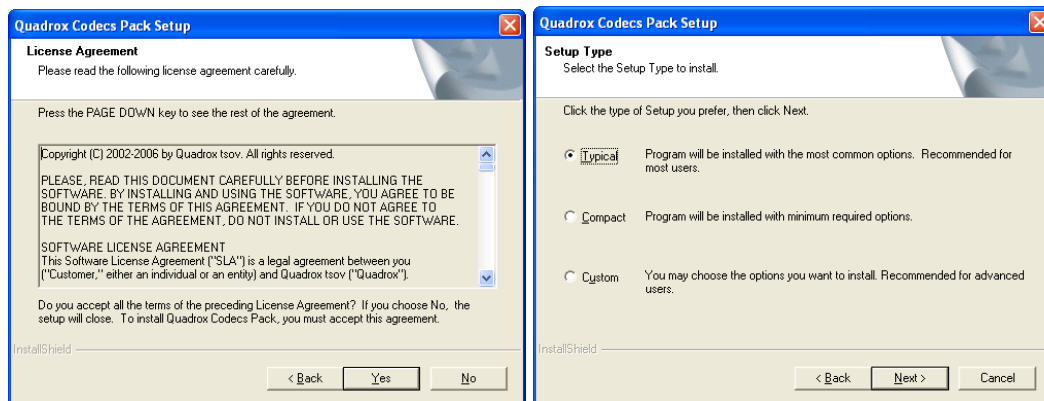 Quadrox Codecs Pack Setup
License Agreement
Please read the following license agreement carefully.
Press the PAGE DOWN key to see the rest of the agreement.
Copyright (C) 2002-2006 by Quadrox tsov. All rights reserved.
PLEASE, READ THIS DOCUMENT CAREFULLY BEFORE INSTALLING THE
SOFTWARE. BY INSTALLING AND USING THE SOFTWARE, YOU AGREE TO BE
BOUND BY THE TERMS OF THIS AGREEMENT. IF YOU DO NOT AGREE TO
THE TERMS OF THE AGREEMENT, DO NOT INSTALL OR USE THE SOFTWARE.
SOFTWARE LICENSE AGREEMENT
This Software License Agreement ("SLA") is a legal agreement between you
("Customer," either an individual or an entity) and Quadrox tsov ("Quadrox").
Do you accept all the terms of the preceding License Agreement? If you choose No, the
setup will close. To install Quadrox Codecs Pack, you must accept this agreement.
InstallShield
< Back Yes No
Quadrox Codecs Pack Setup
Setup Type
Select the Setup Type to install.
Click the type of Setup you prefer, then click Next.
Typical Program will be installed with the most common options. Recommended for
most users.
Compact Program will be installed with minimum required options.
Custom You may choose the options you want to install. Recommended for advanced
users.
InstallShield
< Back Next > Cancel